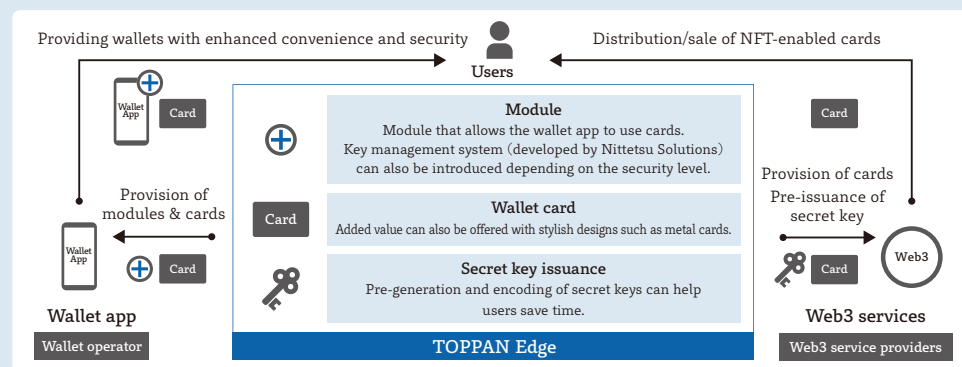 Providing wallets with enhanced convenience and security
Distribution/sale of NFT-enabled cards
Users
Wallet
App
Card
Card
Module
Module that allows the wallet app to use cards.
Key management system (developed by Nittetsu Solutions)
can also be introduced depending on the security level.
Provision of
modules & cards
Provision of cards
Pre-issuance of
secret key
Card
Wallet card
Added value can also be offered with stylish designs such as metal cards.
Wallet
App
Card
Secret key issuance
Pre-generation and encoding of secret keys can help
users save time.
Card
Web3
Wallet app
Wallet operator
TOPPAN Edge
Web3 services
Web3 service providers